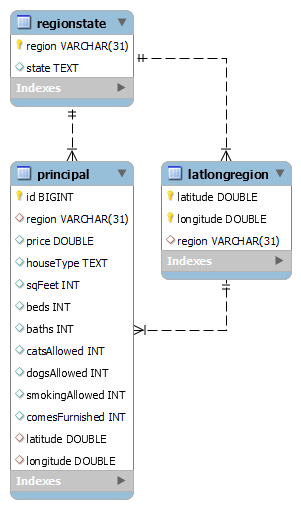 regionstate
region VARCHAR(31)
state TEXT
Indexes
principal
id BIGINT
region VARCHAR(31)
price DOUBLE
houseType TEXT
sqFeet INT
beds INT
baths INT
catsAllowed INT
dogsAllowed INT
smokingAllowed INT
comesFurnished INT
latitude DOUBLE
longitude DOUBLE
Indexes
latlongregion
latitude DOUBLE
longitude DOUBLE
region VARCHAR(31)
Indexes